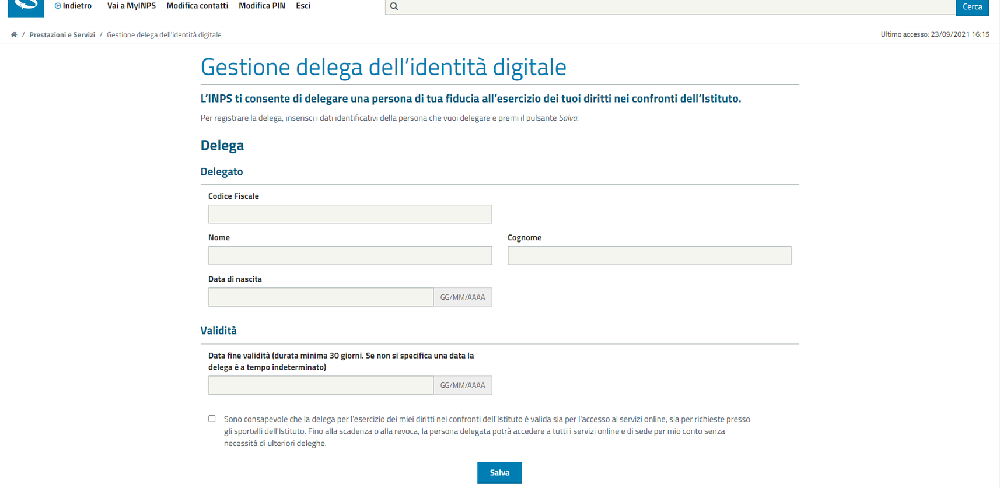 Indietro Vai a MyINPS Modifica contatti Modifica PIN Esci Cerca
/ Prestazioni e Servizi / Gestione delega dell'identità digitale Ultimo accesso: 23/09/2021 16:15
Gestione delega dell'identità digitale
L'INPS ti consente di delegare una persona di tua fiducia all'esercizio dei tuoi diritti nei confronti dell'Istituto.
Per registrare la delega, inserisci i dati identificativi della persona che vuoi delegare e premi il pulsante Salva.
Delega
Delegato
Codice Fiscale
Nome Cognome
Data di nascita
GG/MM/AAAA
Validità
Data fine validità (durata minima 30 giorni. Se non si specifica una data la
delega è a tempo indeterminato)
GG/MM/AAAA
Sono consapevole che la delega per l'esercizio dei miei diritti nei confronti dell'Istituto è valida sia per l'accesso ai servizi online, sia per richieste presso
gli sportelli dell'Istituto. Fino alla scadenza o alla revoca, la persona delegata potrà accedere a tutti i servizi online e di sede per mio conto senza
necessità di ulteriori deleghe.
Salva